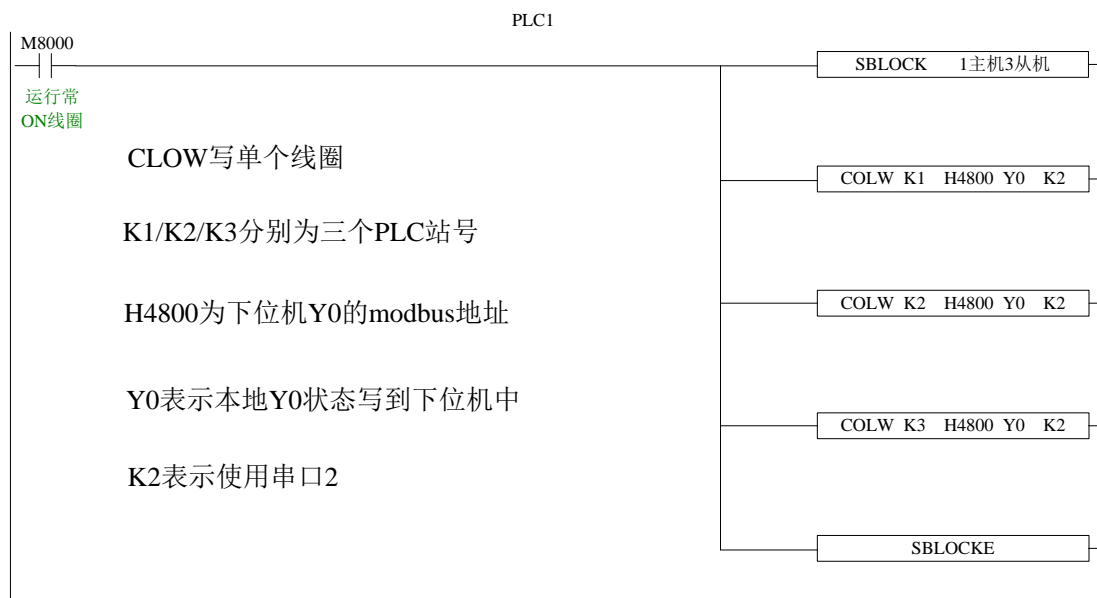 PLC1
M8000
运行常
ON线圈
SBLOCK 1主机3从机
CLOW写单个线圈
COLW K1 H4800 Y0 K2
K1/K2/K3分别为三个PLC站号
H4800为下位机Y0的modbus地址
COLW K2 H4800 Y0 K2
Y0表示本地Y0状态写到下位机中
COLW K3 H4800 Y0 K2
K2表示使用串口2
SBLOCKE